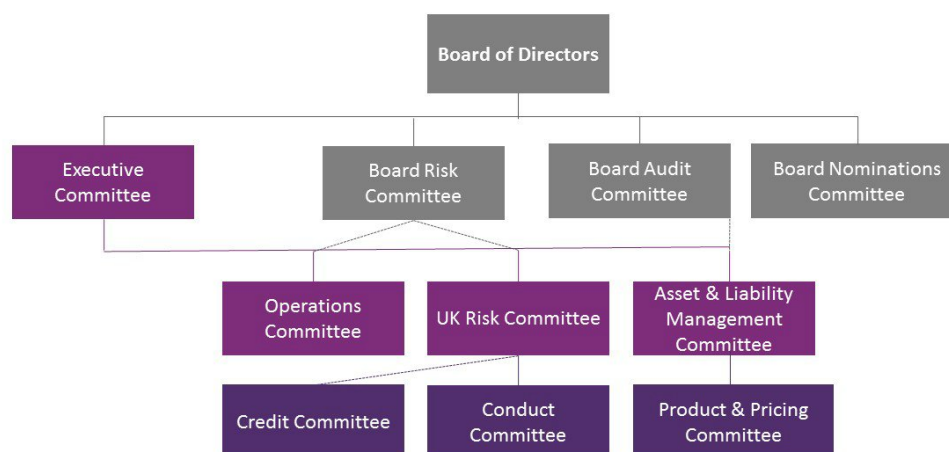 Board of Directors
Executive
Committee
Board Risk
Committee
Board Audit
Committee
Board Nominations
Committee
Operations
Committee
UK Risk Committee
Asset & Liability
Management
Committee
Credit Committee
Conduct
Committee
Product & Pricing
Committee